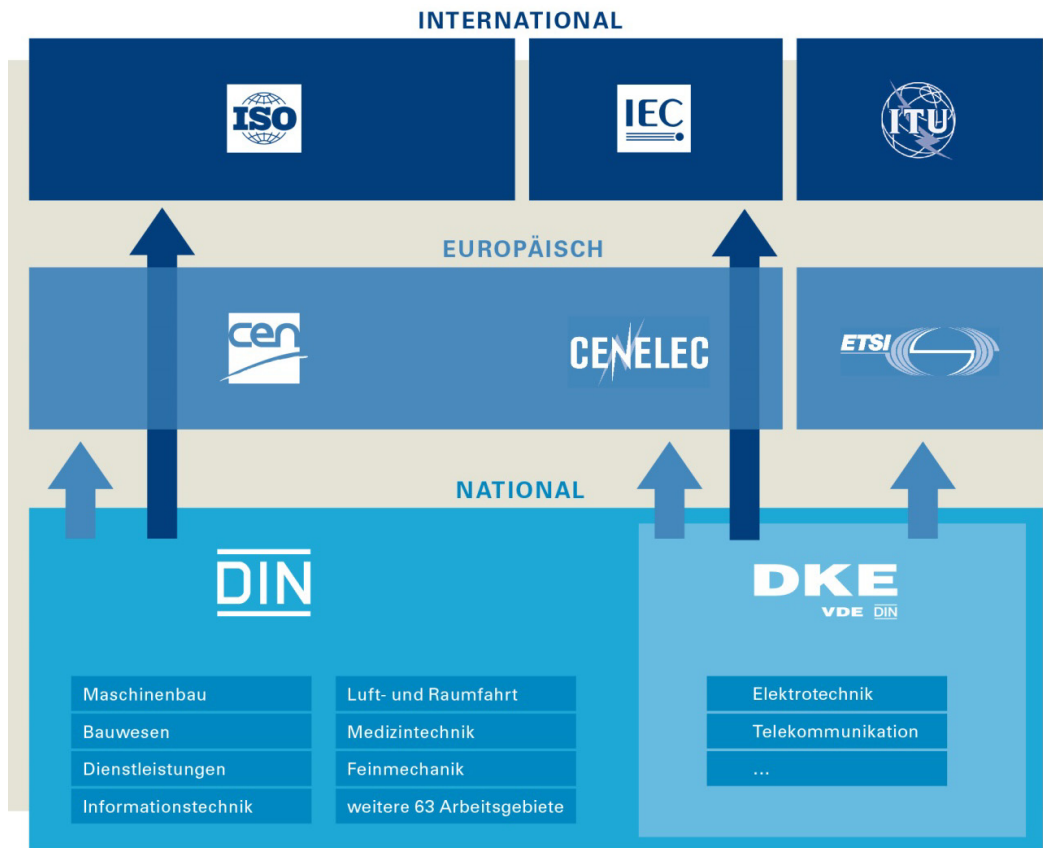 INTERNATIONAL
ISO
IEC
ITU
EUROPÄISCH
cen
CENELEC
ETSI
NATIONAL
DIN
DKE
VDE DIN
Maschinenbau
Bauwesen
Dienstleistungen
Informationstechnik
Luft- und Raumfahrt
Medizintechnik
Feinmechanik
weitere 63 Arbeitsgebiete
Elektrotechnik
Telekommunikation
...